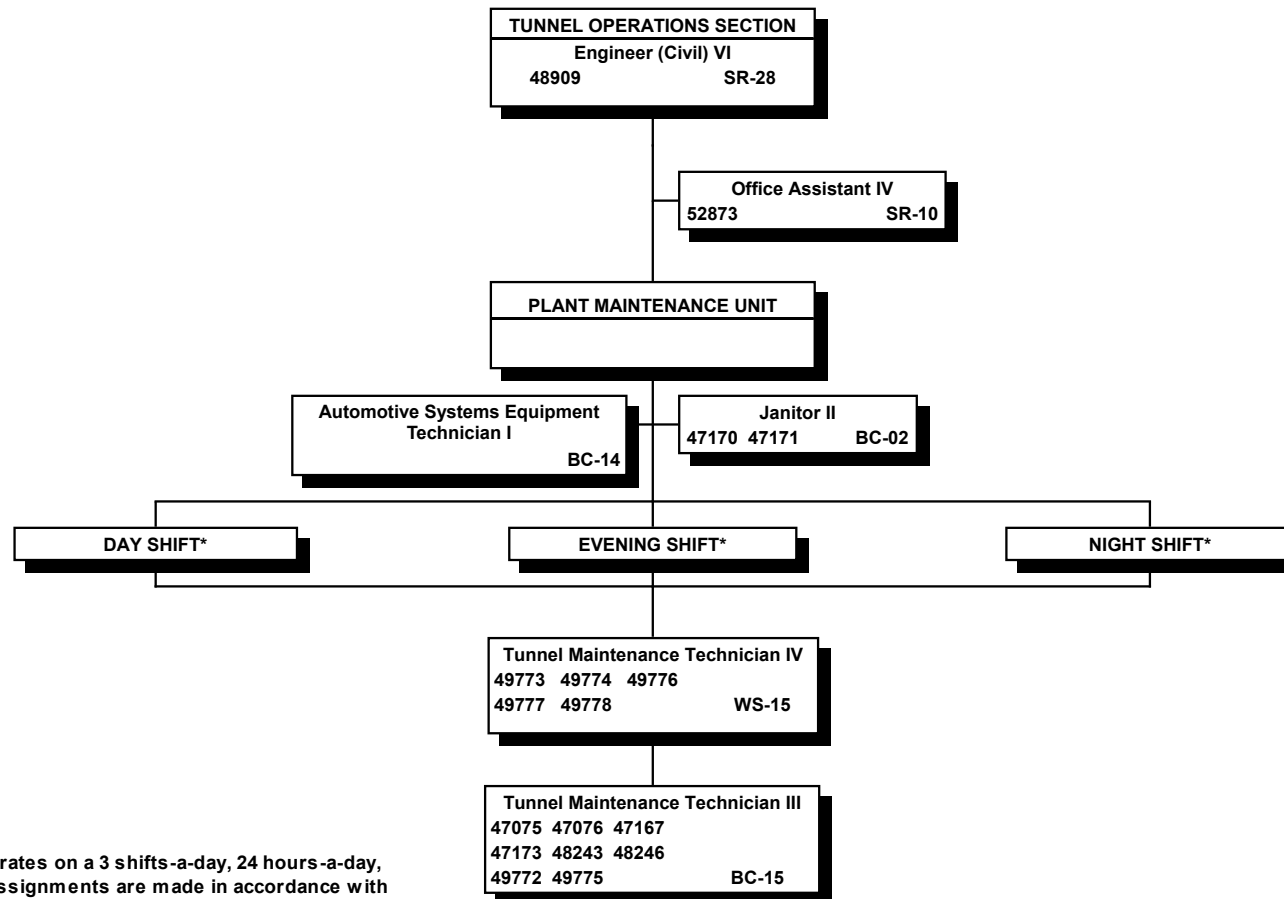 TUNNEL OPERATIONS SECTION
Engineer (Civil) VI
48909 SR-28
Office Assistant IV
52873 SR-10
PLANT MAINTENANCE UNIT
Automotive Systems Equipment
Technician I
BC-14
Janitor II
47170 47171 BC-02
DAY SHIFT*
EVENING SHIFT*
NIGHT SHIFT*
Tunnel Maintenance Technician IV
49773 49774 49776
49777 49778 WS-15
Tunnel Maintenance Technician III
47075 47076 47167
47173 48243 48246
49772 49775 BC-15
on a 3 shifts-a-day, 24 hours-a-day,
are made in accordance with